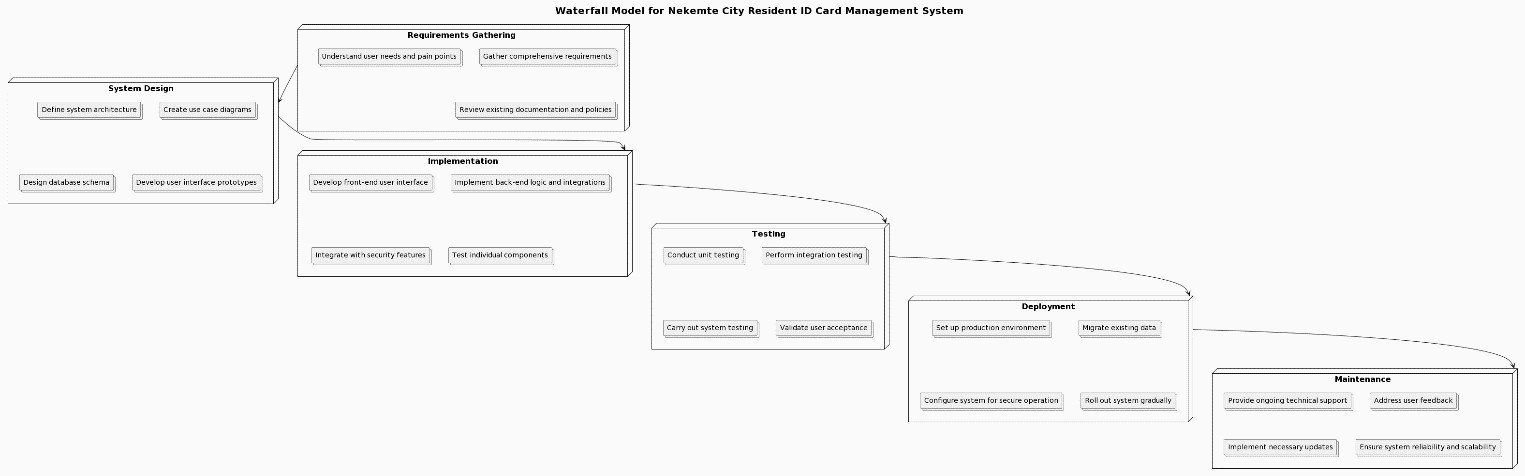 Waterfall Model for Nekemte City Resident ID Card Management System
Requirements Gathering
Understand user needs and pain points
Gather comprehensive requirements
Review existing documentation and policies
System Design
Define system architecture
Create use case diagrams
Design database schema
Develop user interface prototypes
Implementation
Develop front-end user interface
Implement back-end logic and integrations
Integrate with security features
Test individual components
Testing
Conduct unit testing
Perform integration testing
Carry out system testing
Validate user acceptance
Deployment
Set up production environment
Migrate existing data
Configure system for secure operation
Roll out system gradually
Maintenance
Provide ongoing technical support
Address user feedback
Implement necessary updates
Ensure system reliability and scalability